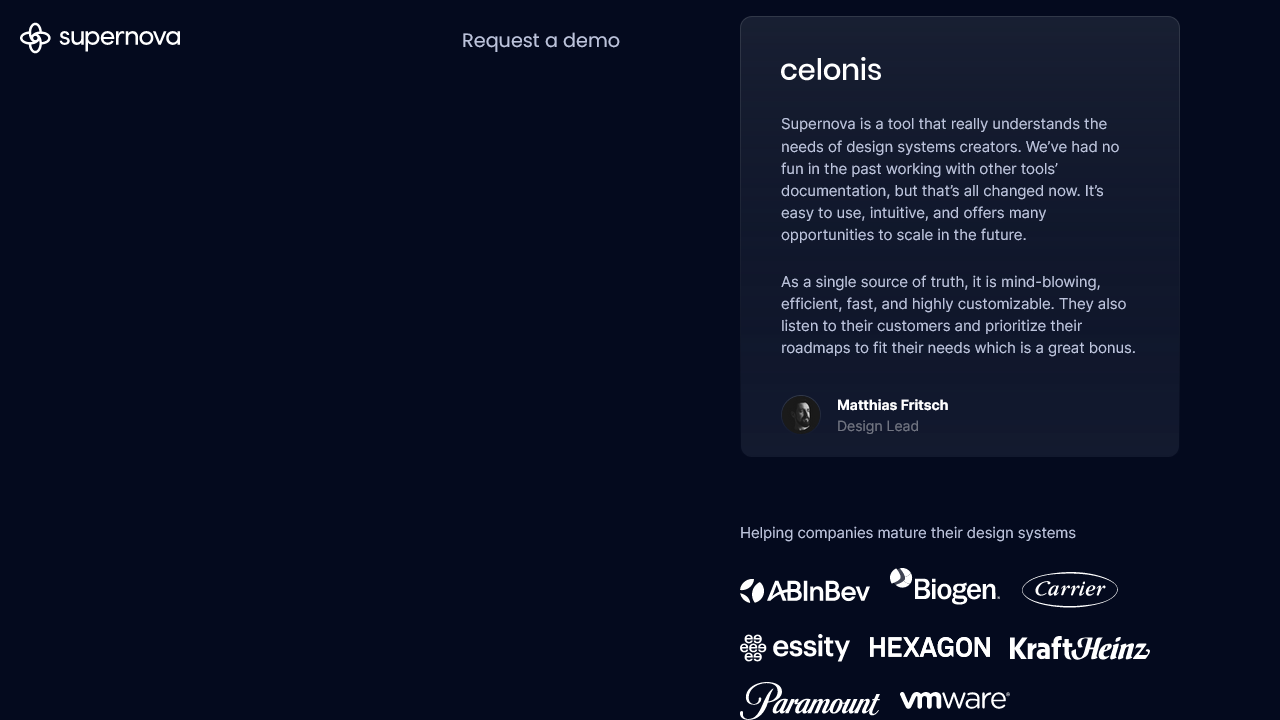 supernova
Request a demo
celonis
Supernova is a tool that really understands the
needs of design systems creators. We’ve had no
fun in the past working with other tools’
documentation, but that’s all changed now. It’s
easy to use, intuitive, and offers many
opportunities to scale in the future.
As a single source of truth, it is mind-blowing,
efficient, fast, and highly customizable. They also
listen to their customers and prioritize their
roadmaps to fit their needs which is a great bonus.
Matthias Fritsch
Design Lead
Helping companies mature their design systems
ABInBev Biogen. Carrier
essity HEXAGON KraftHeinz
Paramount vmware®